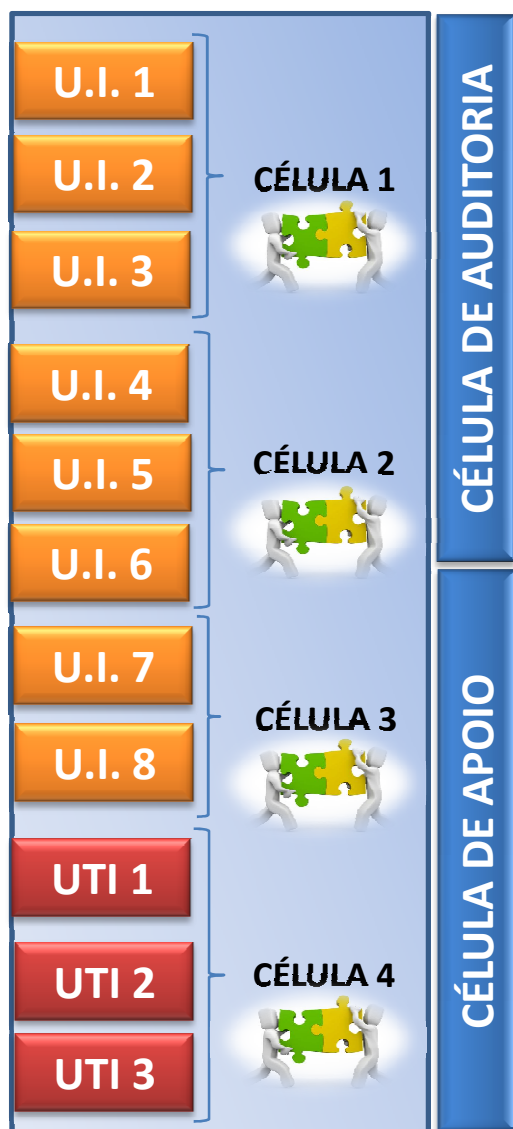 U.I. 1
U.I. 2
U.I. 3
CÉLULA 1
U.I. 4
U.I. 5
U.I. 6
CÉLULA 2
U.I. 7
U.I. 8
CÉLULA 3
UTI 1
UTI 2
UTI 3
CÉLULA 4
CÉLULA DE AUDITORIA
CÉLULA DE APOIO